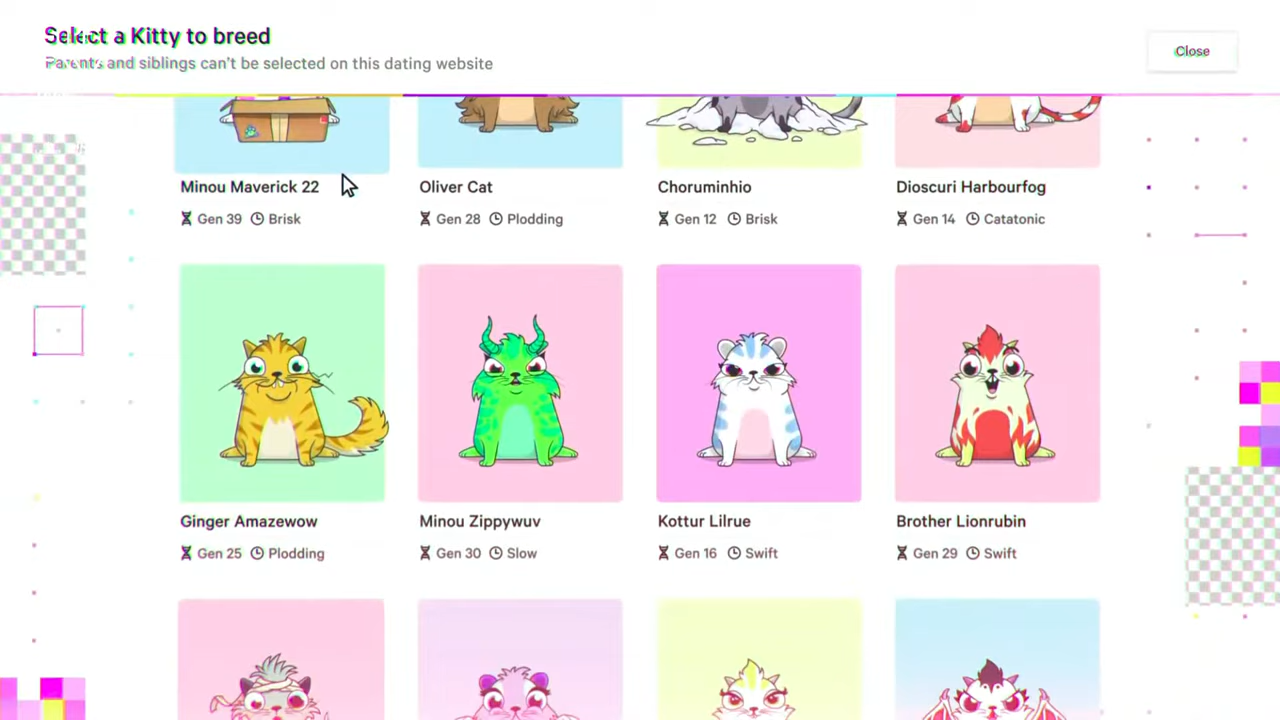 Select a Kitty to breed
Parents and siblings can't be selected on this dating website
Close
Minou Maverick 22
Gen 39 Brisk
Oliver Cat
Gen 28 Plodding
Choruminhio
Gen 12 Brisk
Dioscuri Harbourfog
Gen 14 Catatonic
Ginger Amazewow
Gen 25 Plodding
Minou Zippywuv
Gen 30 Slow
Kottur Lilrue
Gen 16 Swift
Brother Lionrubin
Gen 29 Swift